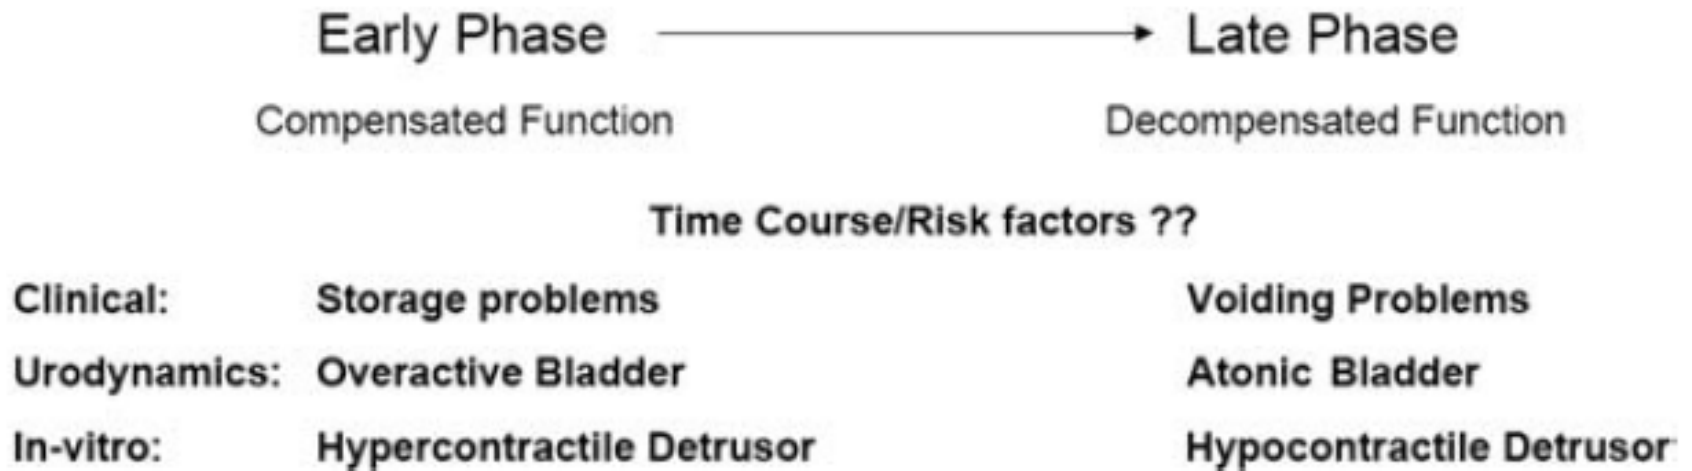 Early Phase Late Phase
Compensated Function Decompensated Function
Time Course/Risk factors ??
Clinical: Storage problems Voiding Problems
Urodynamics: Overactive Bladder Atonic Bladder
In-vitro: Hypercontractile Detrusor Hypocontractile Detrusor